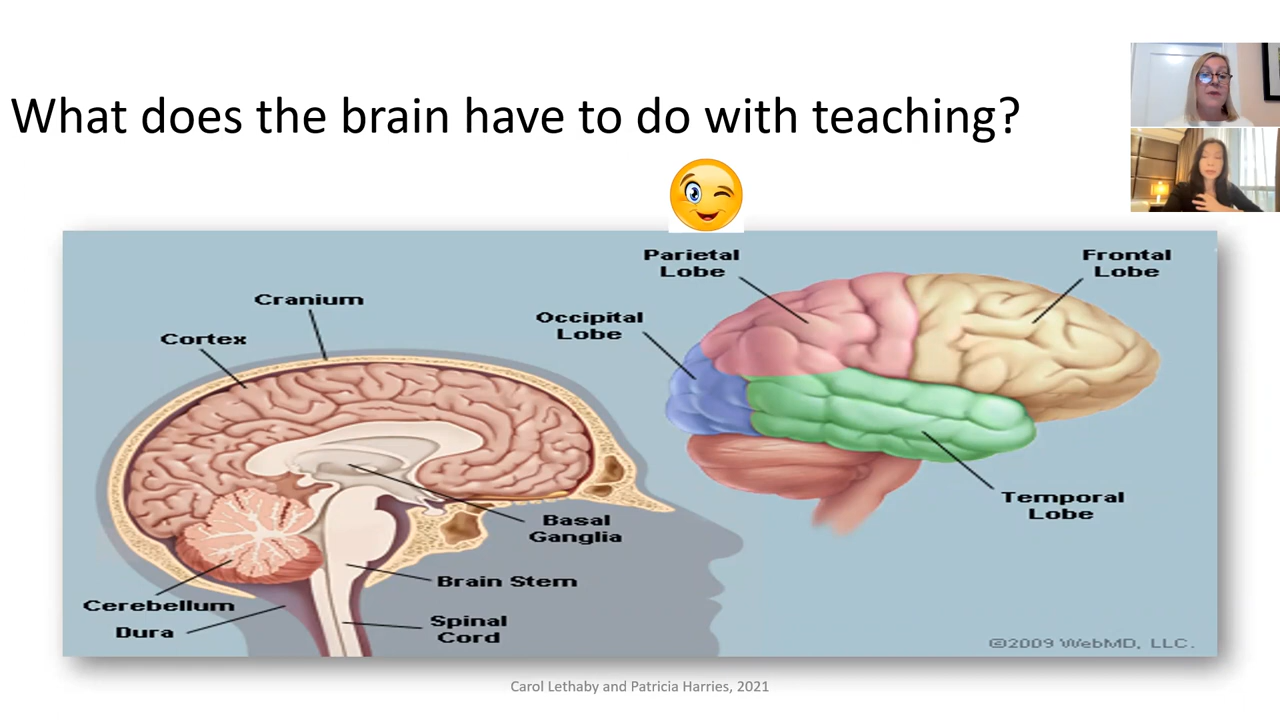 What does the brain have to do with teaching?
Parietal
Lobe
Frontal
Lobe
Cranium
Occipital
Lobe
Cortex
Temporal
Lobe
Basal
Ganglia
Brain Stem
Cerebellum
Spinal
Cord
Dura
©2009 WebMD, LLC.
Carol Lethaby and Patricia Harries, 2021